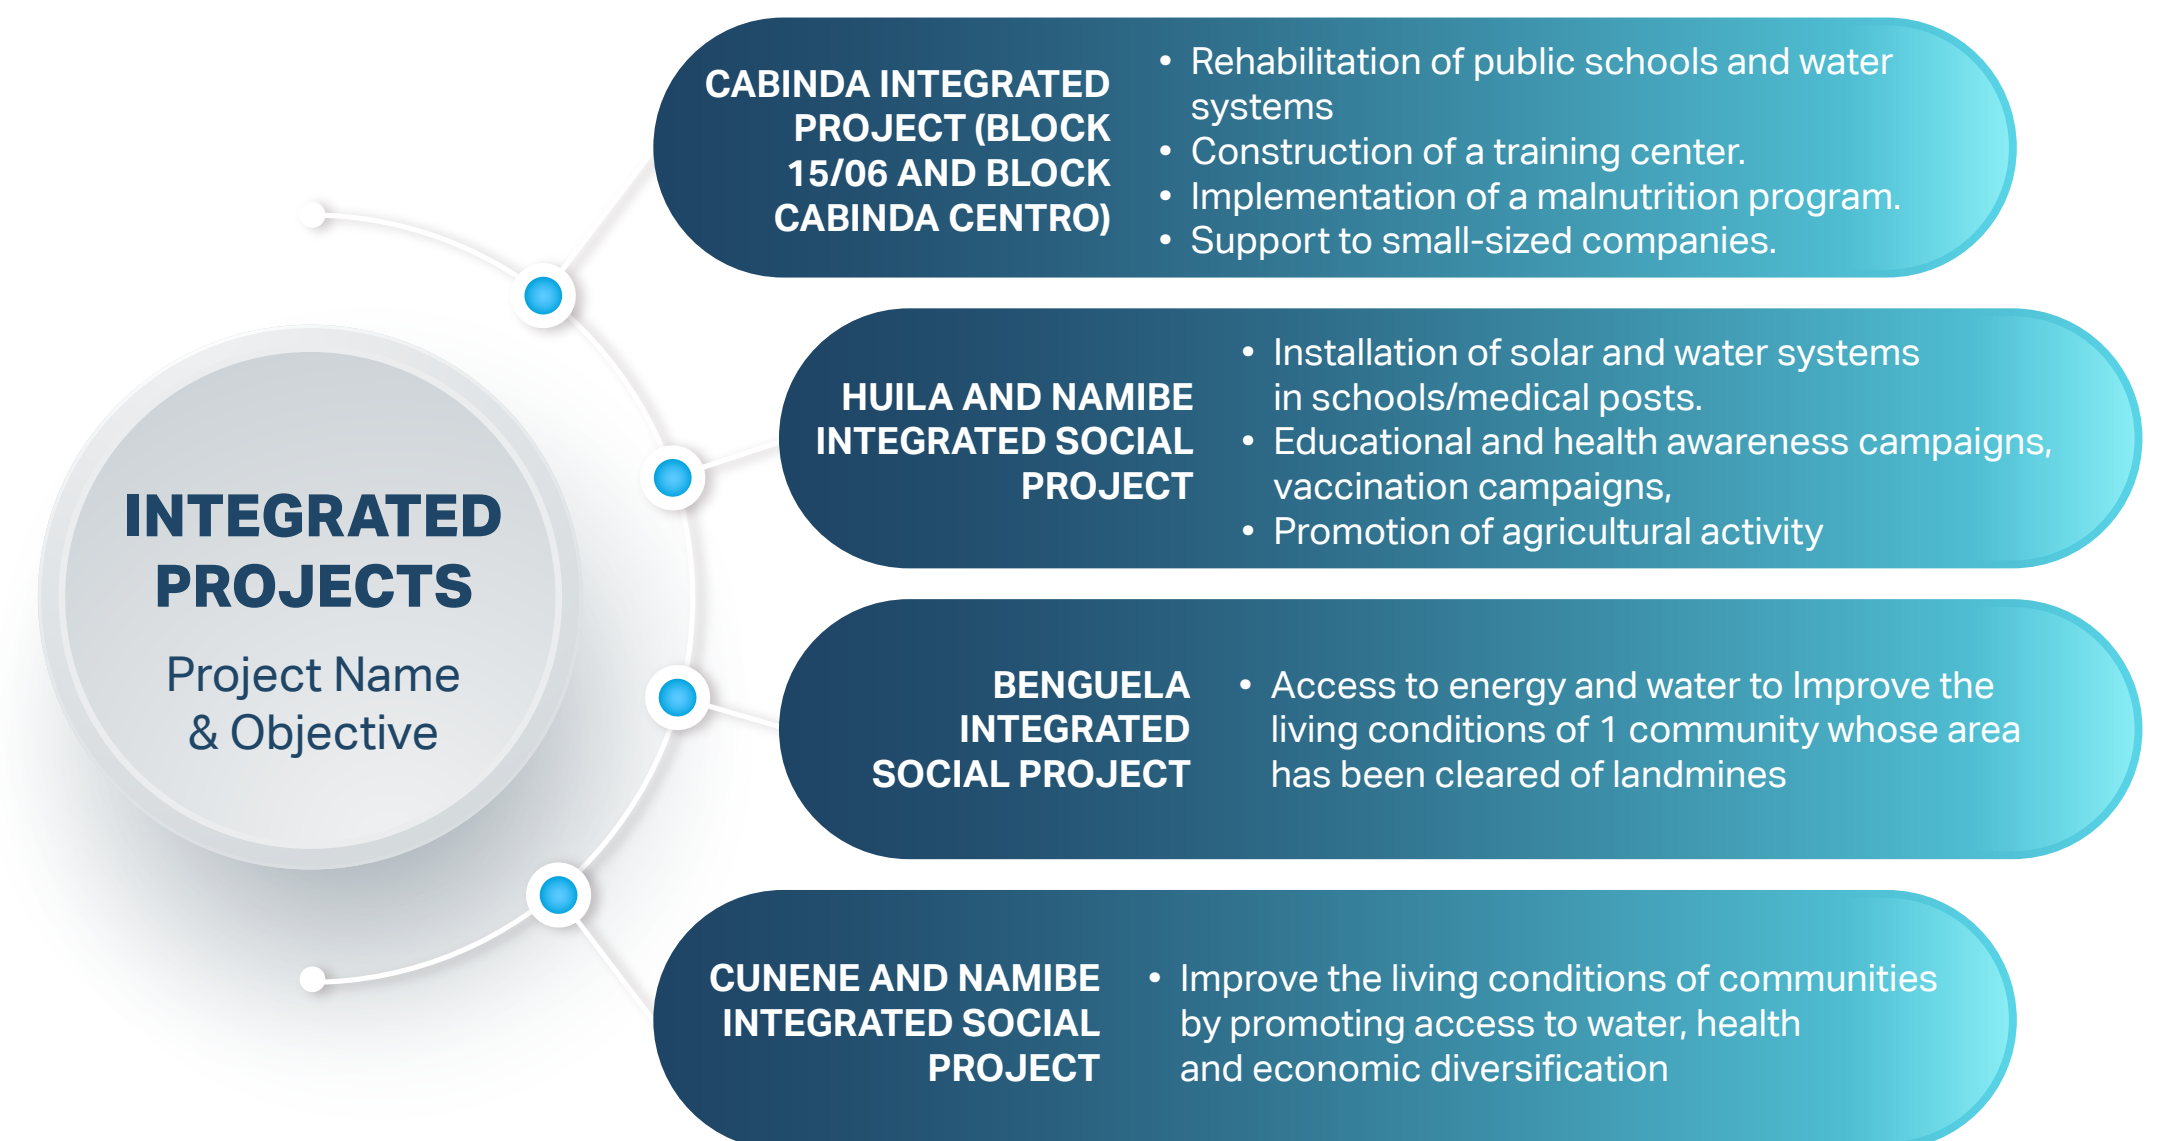 INTEGRATED
PROJECTS
Project Name
& Objective
CABINDA INTEGRATED
PROJECT (BLOCK
15/06 AND BLOCK
CABINDA CENTRO)
• Rehabilitation of public schools and water
systems
• Construction of a training center.
• Implementation of a malnutrition program.
• Support to small-sized companies.
HUILA AND NAMIBE
INTEGRATED SOCIAL
PROJECT
• Installation of solar and water systems
in schools/medical posts.
• Educational and health awareness campaigns,
vaccination campaigns,
• Promotion of agricultural activity
BENGUELA
INTEGRATED
SOCIAL PROJECT
• Access to energy and water to Improve the
living conditions of 1 community whose area
has been cleared of landmines
CUNENE AND NAMIBE
INTEGRATED SOCIAL
PROJECT
• Improve the living conditions of communities
by promoting access to water, health
and economic diversification